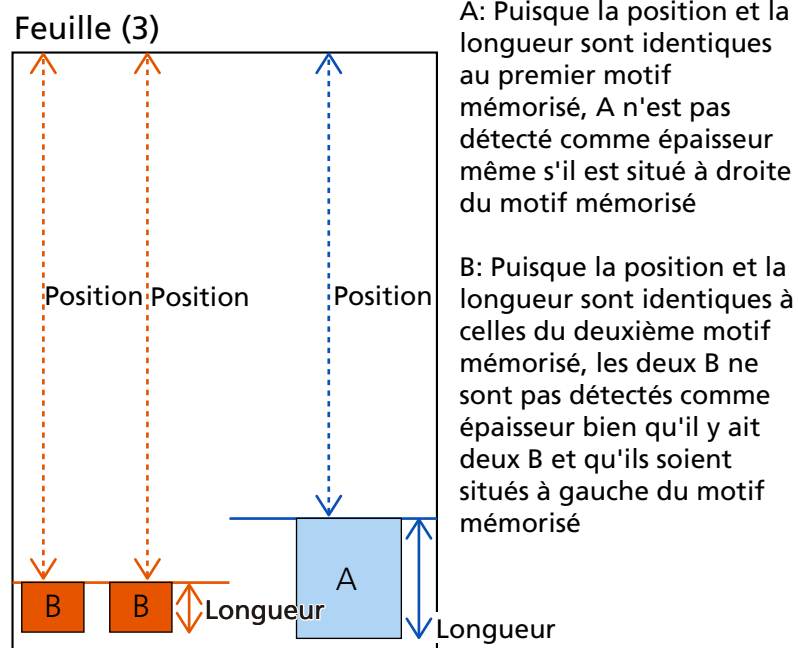 Feuille (3)
Position
Position
Position
B
B
Longueur
A
Longueur
A: Puisque la position et la
longueur sont identiques
au premier motif
mémorisé, A n'est pas
détecté comme épaisseur
même s'il est situé à droite
du motif mémorisé
B: Puisque la position et la
longueur sont identiques à
celles du deuxième motif
mémorisé, les deux B ne
sont pas détectés comme
épaisseur bien qu'il y ait
deux B et qu'ils soient
situés à gauche du motif
mémorisé